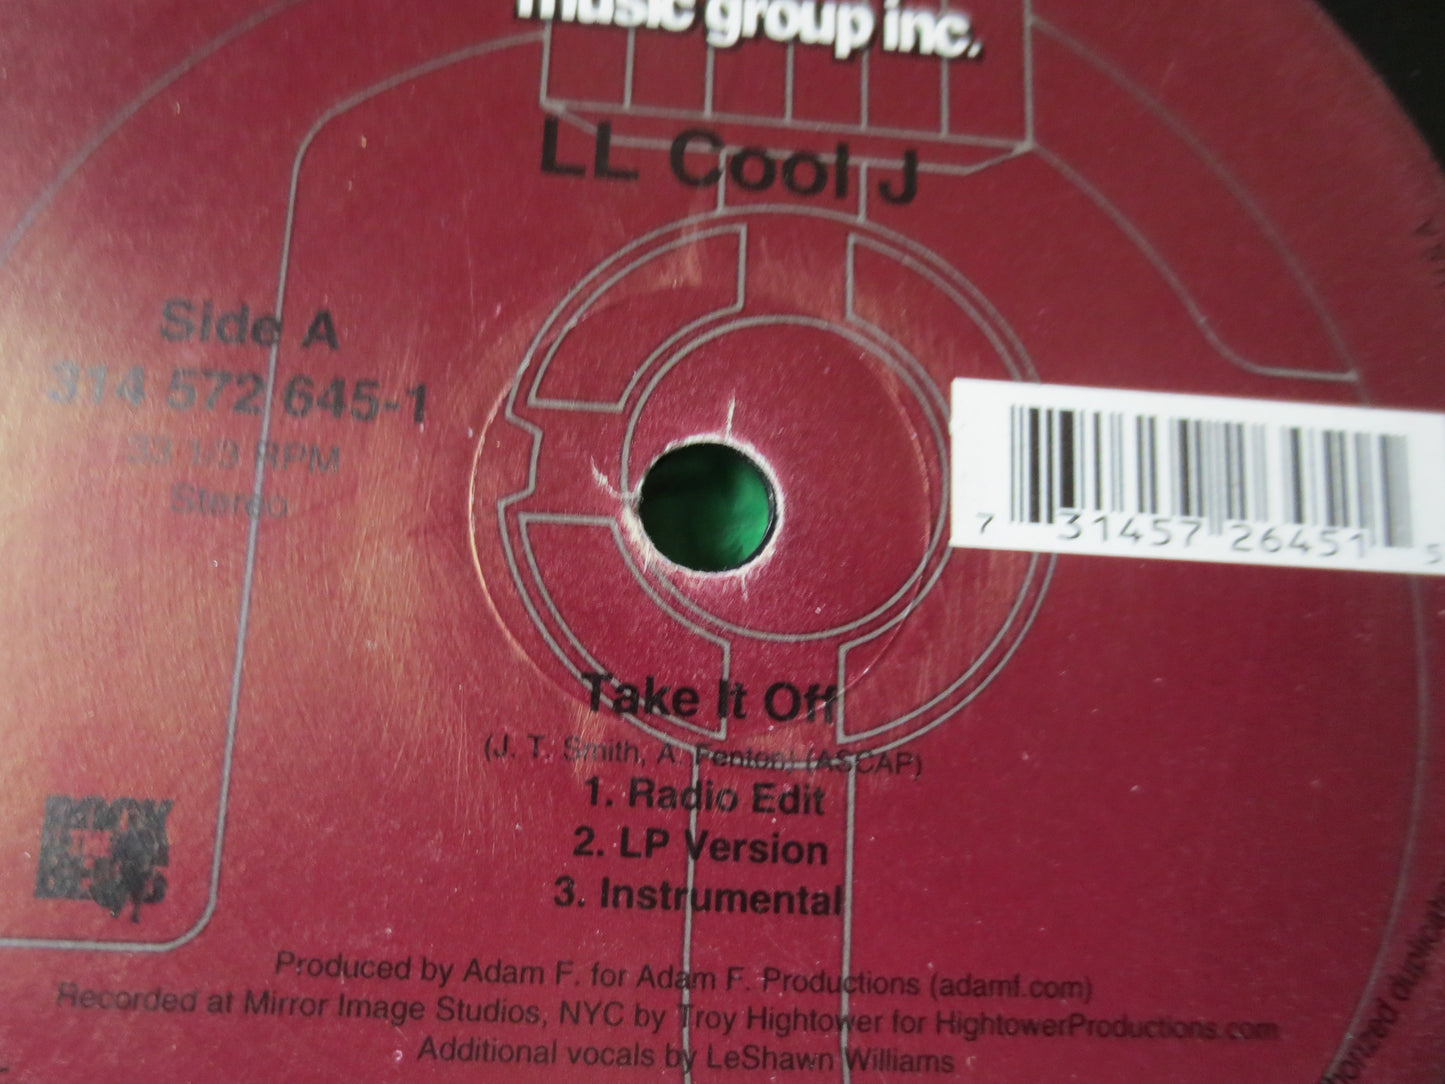 music group inc.
LL Cool J
Side A
314 572 645-1
33 1/3 RPM
Stereo
7 31457 26451 5
Take It Off
(J. T. Smith, A. Fenton) (ASCAP)
1. Radio Edit
2. LP Version
3. Instrumental
Produced by Adam F. for Adam F. Productions (adamf.com)
Recorded at Mirror Image Studios, NYC by Troy Hightower for HightowerProductions.com
Additional vocals by LeShawn Williams